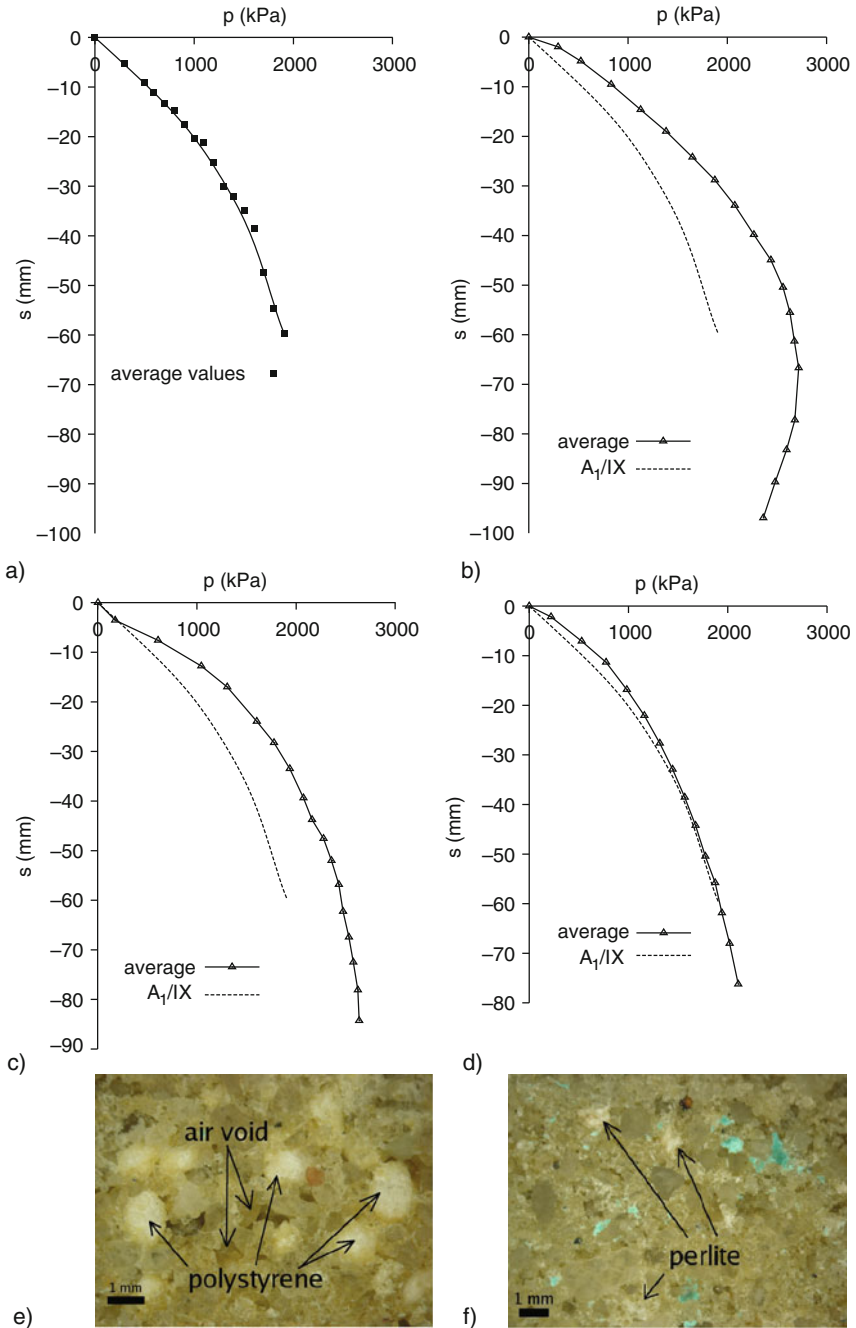 p (kPa)
0 1000 2000 3000
0
−10
−20
−30
−40
−50
−60
−70
−80
−90
−100
s (mm)
average values
a)
p (kPa)
0 1000 2000 3000
0
−10
−20
−30
−40
−50
−60
−70
−80
−90
−100
s (mm)
average
A₁/IX
b)
p (kPa)
0 1000 2000 3000
0
−10
−20
−30
−40
−50
−60
−70
−80
−90
s (mm)
average
A₁/IX
c)
p (kPa)
0 1000 2000 3000
0
−10
−20
−30
−40
−50
−60
−70
−80
s (mm)
average
A₁/IX
d)
air void
polystyrene
1 mm
e)
perlite
1 mm
f)